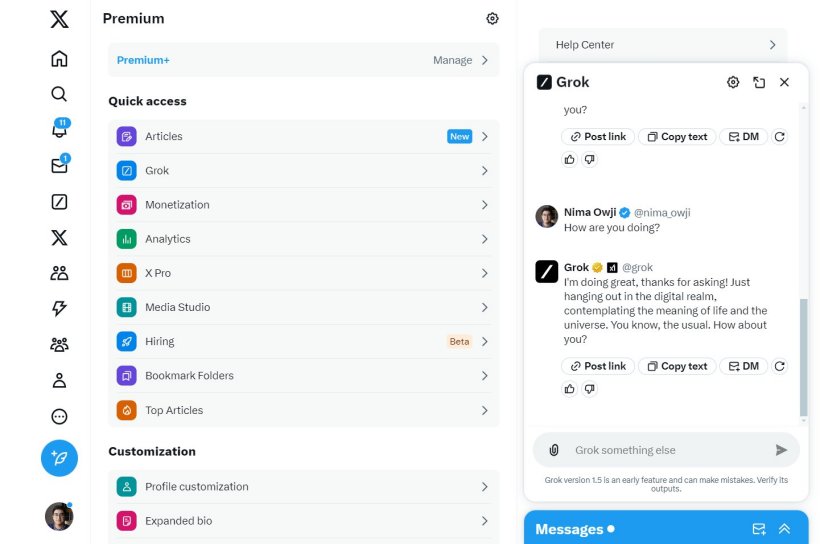 Premium
Premium+
Manage
Quick access
Articles
New
Grok
Monetization
Analytics
X Pro
Media Studio
Hiring
Beta
Bookmark Folders
Top Articles
Customization
Profile customization
Expanded bio
11
1
Help Center
Grok
you?
Post link
Copy text
DM
Nima Owji @nima_owji
How are you doing?
Grok @grok
I'm doing great, thanks for asking! Just
hanging out in the digital realm,
contemplating the meaning of life and the
universe. You know, the usual. How about
you?
Post link
Copy text
DM
Grok something else
Grok version 1.5 is an early feature and can make mistakes. Verify its
outputs.
Messages